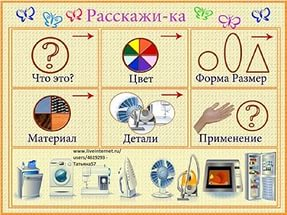 Расскажи-ка
?
Что это?
Цвет
Форма Размер
Материал
Детали
?
Применение
www.liveinternet.ru/
users/4619293 -
Татьяна57